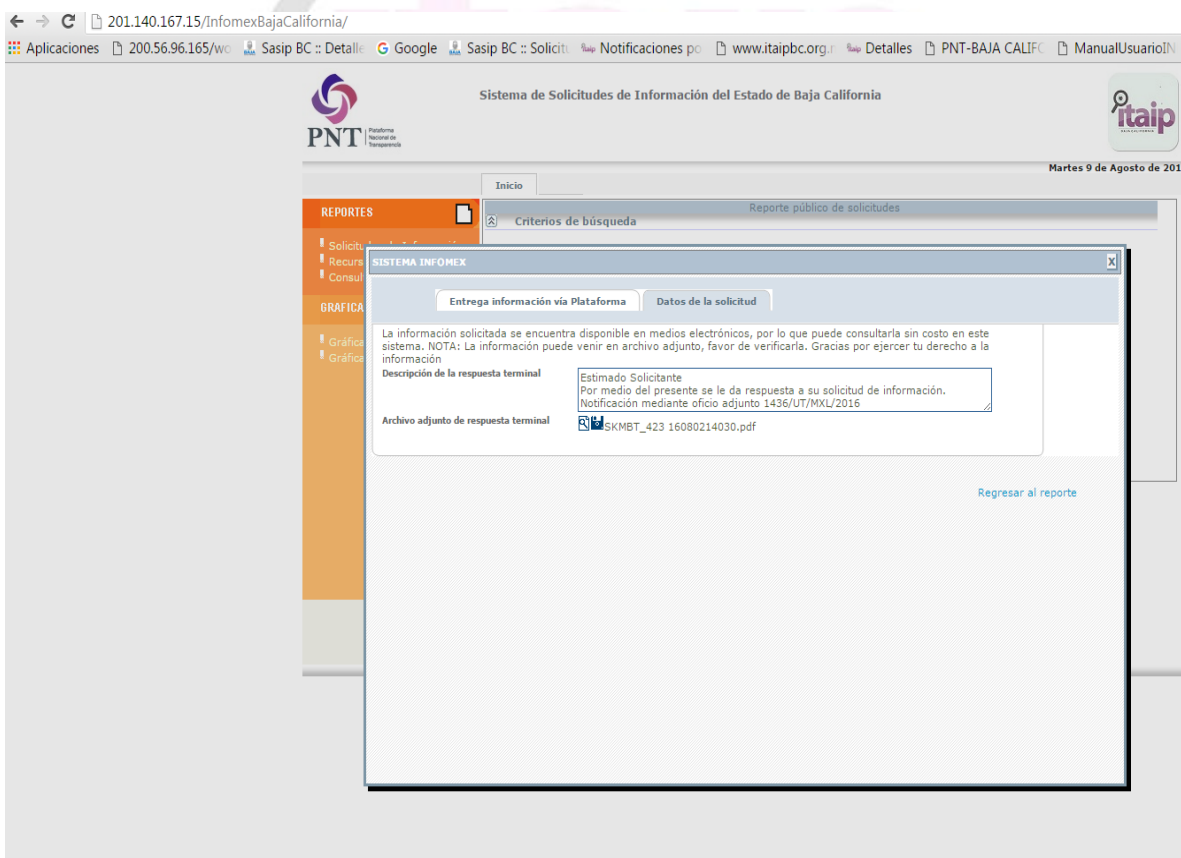 201.140.167.15/InfomexBajaCalifornia/
Aplicaciones 200.56.96.165/wo Sasip BC :: Detalle Google Sasip BC :: Solicitu Notificaciones po www.itaipbc.org.r Detalles PNT-BAJA CALIFO ManualUsuarioIN
Sistema de Solicitudes de Información del Estado de Baja California
PNT
Plataforma
Nacional de
Transparencia
itaip
Martes 9 de Agosto de 201
Inicio
REPORTES
Reporte público de solicitudes
Criterios de búsqueda
Solicitu
Recurs
Consul
GRAFICA
Gráfica
Gráfica
SISTEMA INFOMEX
X
Entrega información vía Plataforma
Datos de la solicitud
La información solicitada se encuentra disponible en medios electrónicos, por lo que puede consultarla sin costo en este
sistema. NOTA: La información puede venir en archivo adjunto, favor de verificarla. Gracias por ejercer tu derecho a la
información
Descripción de la respuesta terminal
Estimado Solicitante
Por medio del presente se le da respuesta a su solicitud de información.
Notificación mediante oficio adjunto 1436/UT/MXL/2016
Archivo adjunto de respuesta terminal
SKMBT_423 16080214030.pdf
Regresar al reporte